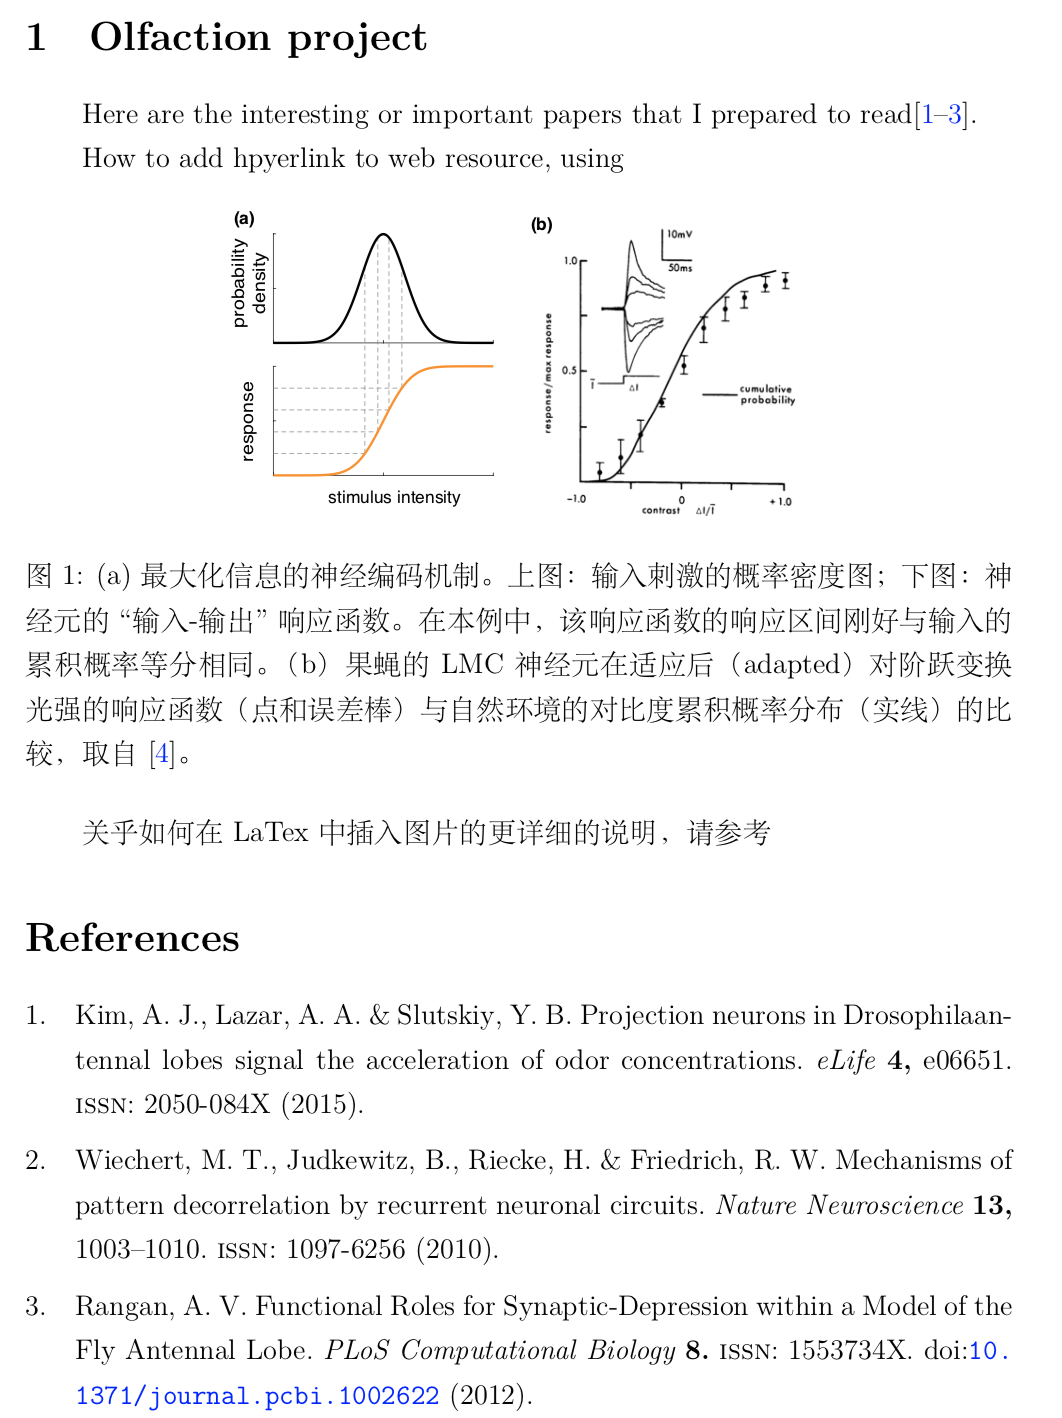 1 Olfaction project
Here are the interesting or important papers that I prepared to read[1–3].
How to add hpyerlink to web resource, using
(a)
probability
density
response
stimulus intensity
(b)
10mV
50ms
1.0
0.5
response/max response
I
ΔI
cumulative
probability
−1.0
0
+1.0
contrast ΔI/I̅
图 1: (a) 最大化信息的神经编码机制。上图：输入刺激的概率密度图；下图：神
经元的 “输入-输出” 响应函数。在本例中，该响应函数的响应区间刚好与输入的
累积概率等分相同。（b）果蝇的 LMC 神经元在适应后（adapted）对阶跃变换
光强的响应函数（点和误差棒）与自然环境的对比度累积概率分布（实线）的比
较，取自 [4]。
关乎如何在 LaTex 中插入图片的更详细的说明，请参考
References
1. Kim, A. J., Lazar, A. A. & Slutskiy, Y. B. Projection neurons in Drosophilaan-
tennal lobes signal the acceleration of odor concentrations. eLife 4, e06651.
ISSN: 2050-084X (2015).
2. Wiechert, M. T., Judkewitz, B., Riecke, H. & Friedrich, R. W. Mechanisms of
pattern decorrelation by recurrent neuronal circuits. Nature Neuroscience 13,
1003–1010. ISSN: 1097-6256 (2010).
3. Rangan, A. V. Functional Roles for Synaptic-Depression within a Model of the
Fly Antennal Lobe. PLoS Computational Biology 8. ISSN: 1553734X. doi:10.
1371/journal.pcbi.1002622 (2012).